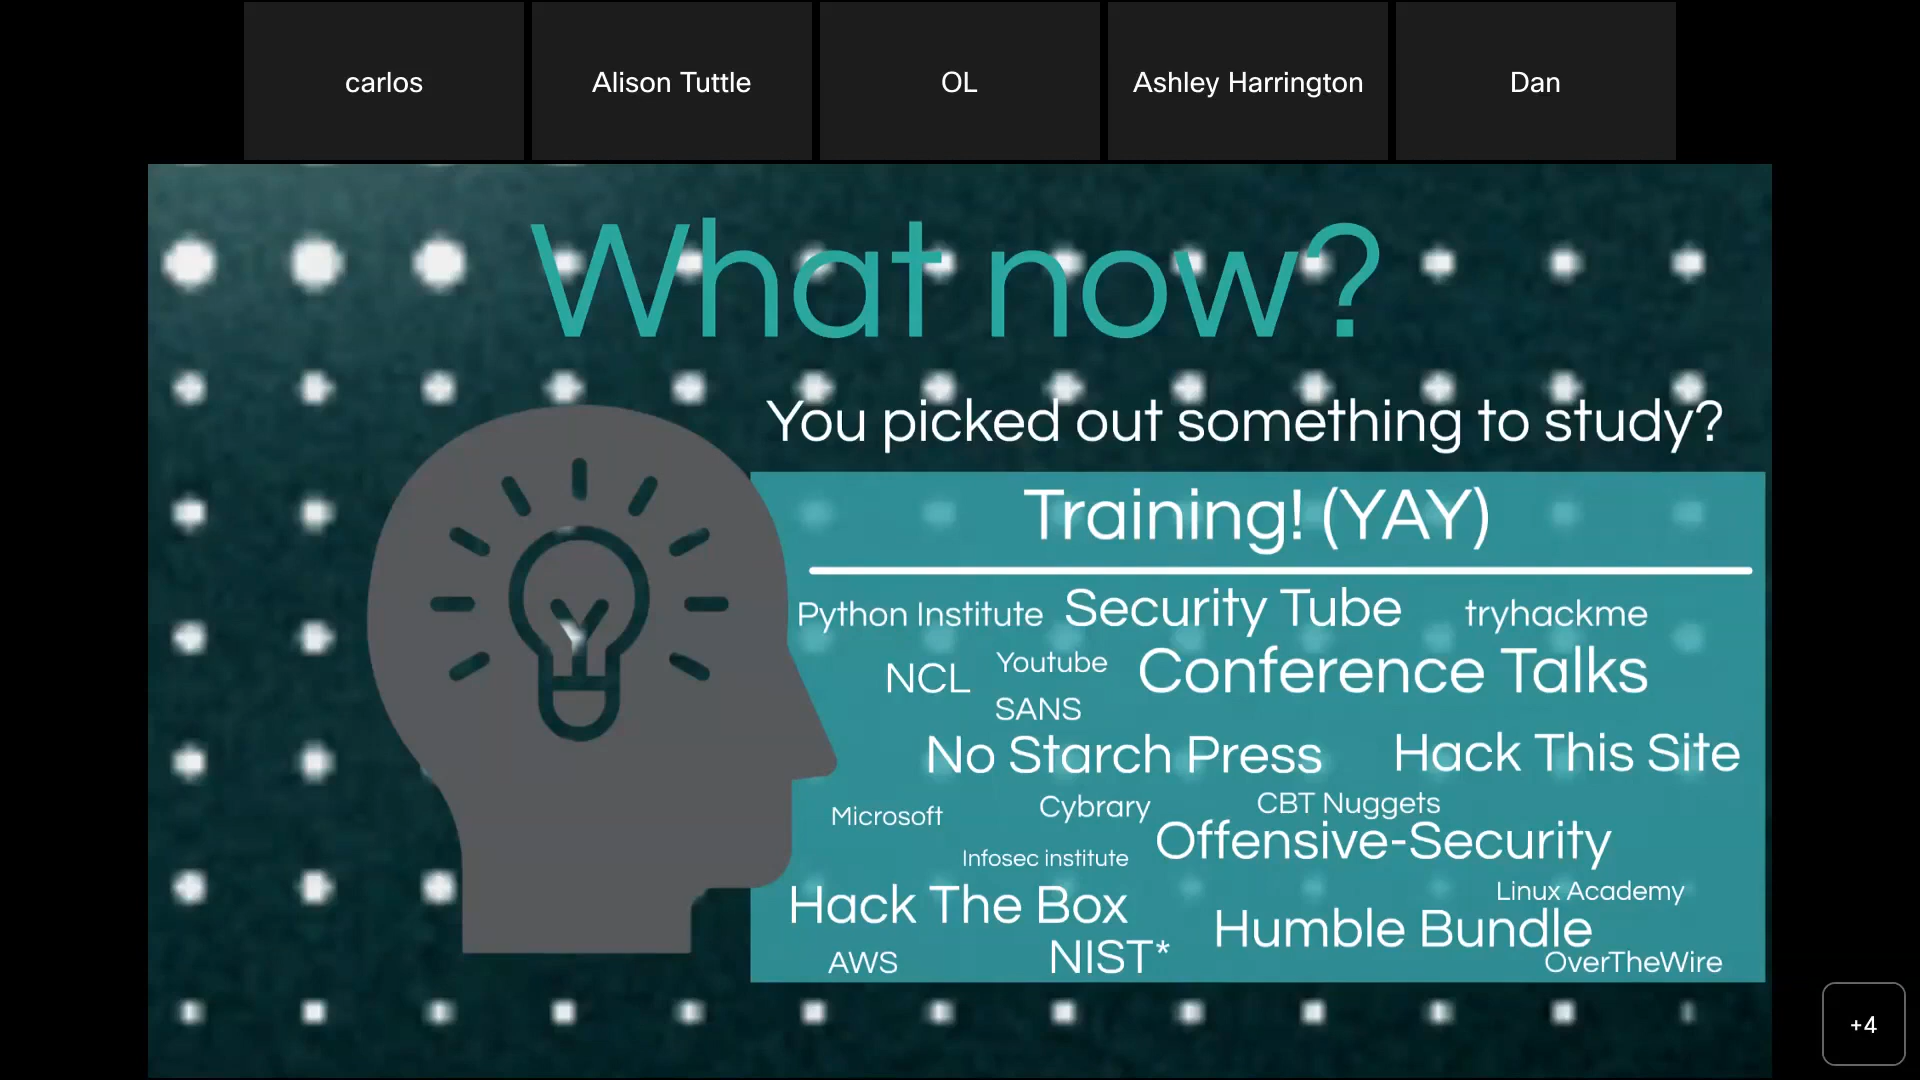 carlos
Alison Tuttle
OL
Ashley Harrington
Dan
What now?
You picked out something to study?
Training! (YAY)
Python Institute
Security Tube
tryhackme
NCL
Youtube
Conference Talks
SANS
No Starch Press
Hack This Site
Microsoft
Cybrary
CBT Nuggets
Offensive-Security
Infosec institute
Hack The Box
Linux Academy
Humble Bundle
AWS
NIST*
OverTheWire
+4